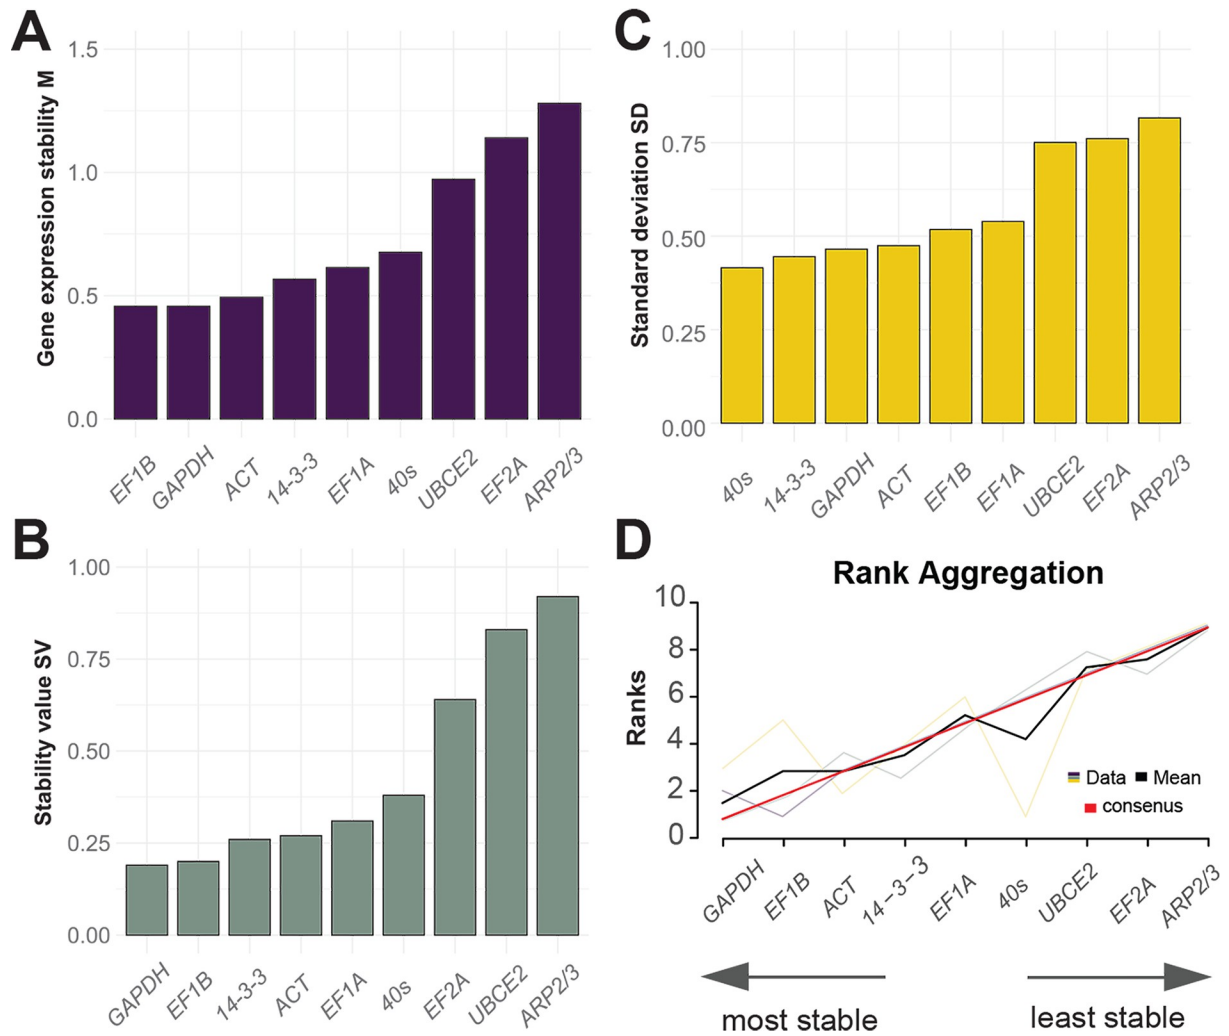 A
Gene expression stability M
1.5
1.0
0.5
0.0
EF1B
GAPDH
ACT
14-3-3
EF1A
40s
UBCE2
EF2A
ARP2/3
B
Stability value SV
1.00
0.75
0.50
0.25
0.00
GAPDH
EF1B
14-3-3
ACT
EF1A
40s
EF2A
UBCE2
ARP2/3
C
Standard deviation SD
1.00
0.75
0.50
0.25
0.00
40s
14-3-3
GAPDH
ACT
EF1B
EF1A
UBCE2
EF2A
ARP2/3
D
Rank Aggregation
Ranks
10
8
6
4
2
0
Data Mean
consenus
GAPDH
EF1B
ACT
14-3-3
EF1A
40s
UBCE2
EF2A
ARP2/3
most stable
least stable